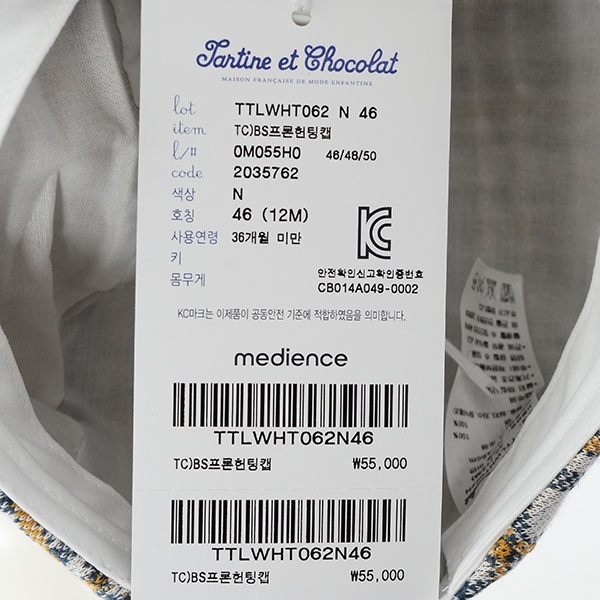 Tartine et Chocolat
MAISON FRANÇAISE DE MODE ENFANTINE
lot TTLWHT062 N 46
item TC)BS프론헌팅캡
l/# 0M055H0 46/48/50
code 2035762
색상 N
호칭 46 (12M)
사용연령 36개월 미만
키
몸무게
안전확인신고확인증번호
CB014A049-0002
KC마크는 이제품이 공통안전 기준에 적합하였음을 의미합니다.
medience
TTLWHT062N46
TC)BS프론헌팅캡 ₩55,000
TTLWHT062N46
TC)BS프론헌팅캡 ₩55,000
100%
100%